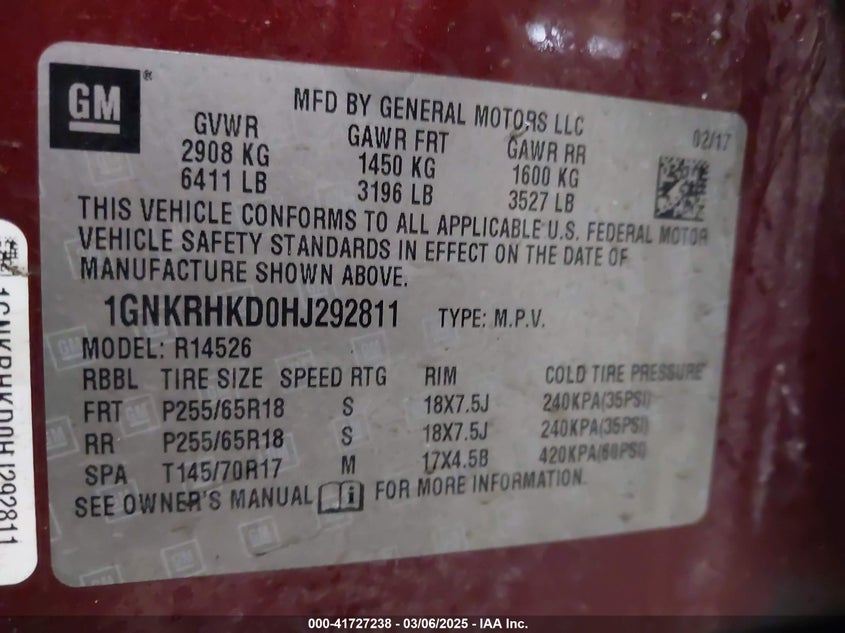 GM ®
MFD BY GENERAL MOTORS LLC
02/17
GVWR GAWR FRT GAWR RR
2908 KG 1450 KG 1600 KG
6411 LB 3196 LB 3527 LB
THIS VEHICLE CONFORMS TO ALL APPLICABLE U.S. FEDERAL MOTOR
VEHICLE SAFETY STANDARDS IN EFFECT ON THE DATE OF
MANUFACTURE SHOWN ABOVE.
1GNKRHKD0HJ292811 TYPE: M.P.V.
MODEL: R14526
RBBL TIRE SIZE SPEED RTG RIM COLD TIRE PRESSURE
FRT P255/65R18 S 18X7.5J 240KPA(35PSI)
RR P255/65R18 S 18X7.5J 240KPA(35PSI)
SPA T145/70R17 M 17X4.5B 420KPA(60PSI)
SEE OWNER'S MANUAL i FOR MORE INFORMATION.
1GNKRHKD0HJ292811
000-41727238 - 03/06/2025 - IAA Inc.